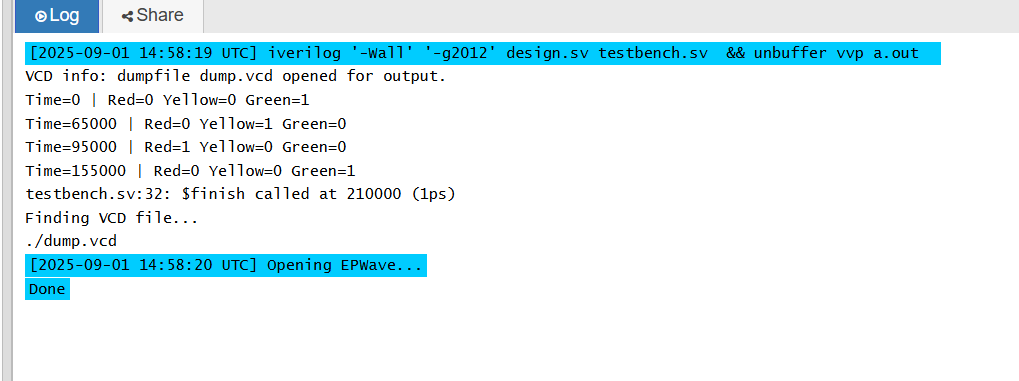 Log Share
[2025-09-01 14:58:19 UTC] iverilog '-Wall' '-g2012' design.sv testbench.sv && unbuffer vvp a.out
VCD info: dumpfile dump.vcd opened for output.
Time=0 | Red=0 Yellow=0 Green=1
Time=65000 | Red=0 Yellow=1 Green=0
Time=95000 | Red=1 Yellow=0 Green=0
Time=155000 | Red=0 Yellow=0 Green=1
testbench.sv:32: $finish called at 210000 (1ps)
Finding VCD file...
./dump.vcd
[2025-09-01 14:58:20 UTC] Opening EPWave...
Done